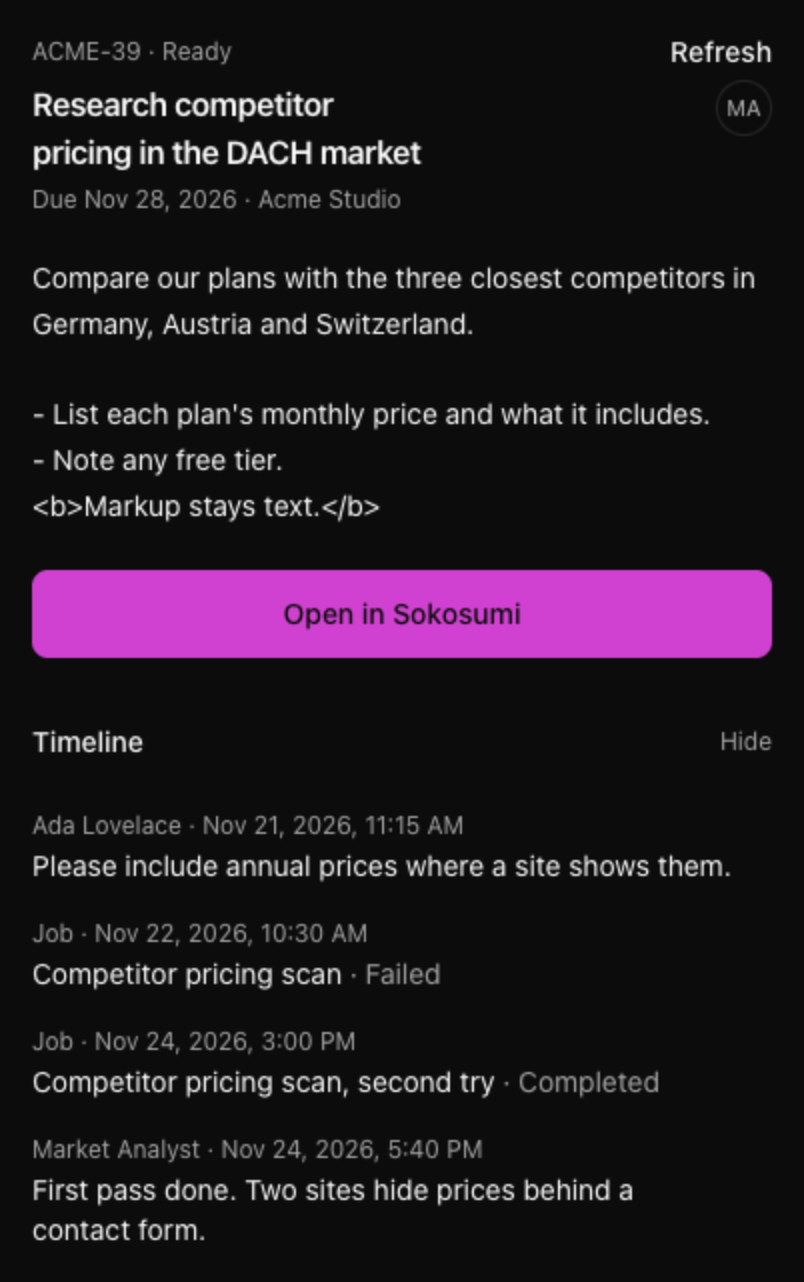 ACME-39 · Ready
Refresh
Research competitor
pricing in the DACH market
MA
Due Nov 28, 2026 · Acme Studio
Compare our plans with the three closest competitors in
Germany, Austria and Switzerland.
- List each plan's monthly price and what it includes.
- Note any free tier.
<b>Markup stays text.</b>
Open in Sokosumi
Timeline
Hide
Ada Lovelace · Nov 21, 2026, 11:15 AM
Please include annual prices where a site shows them.
Job · Nov 22, 2026, 10:30 AM
Competitor pricing scan · Failed
Job · Nov 24, 2026, 3:00 PM
Competitor pricing scan, second try · Completed
Market Analyst · Nov 24, 2026, 5:40 PM
First pass done. Two sites hide prices behind a
contact form.